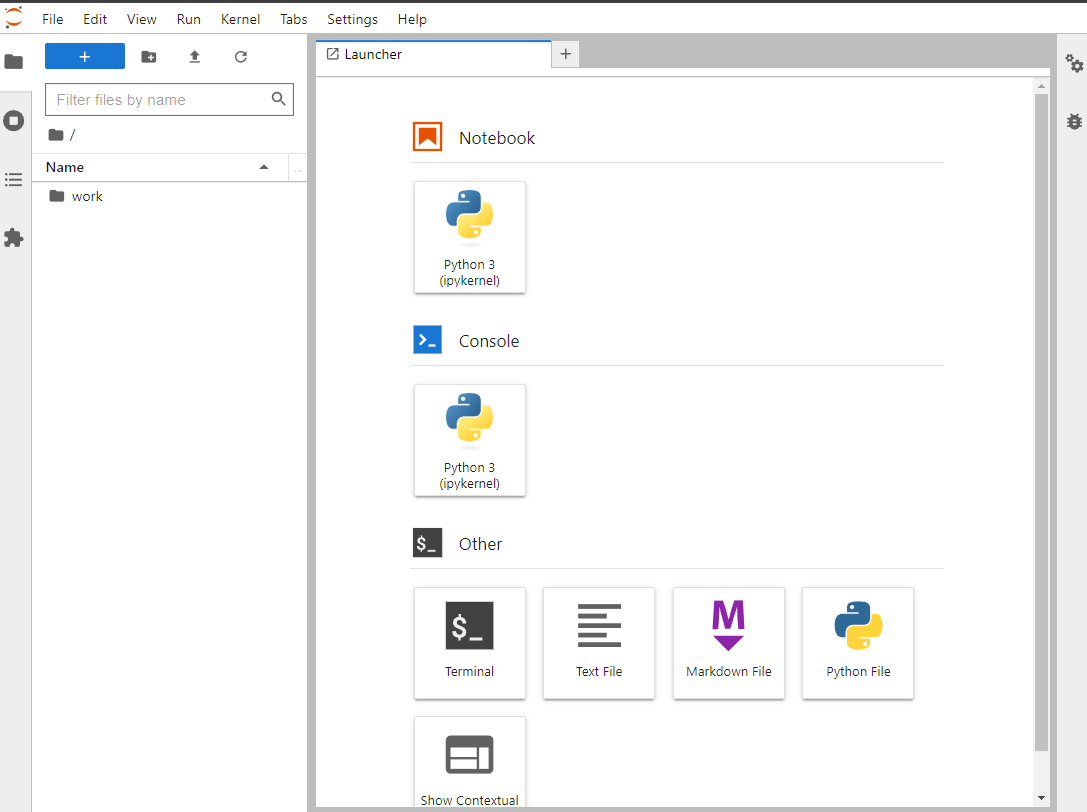 File Edit View Run Kernel Tabs Settings Help
Launcher
Filter files by name
/
Name
...
work
Notebook
Python 3
(ipykernel)
Console
Python 3
(ipykernel)
$_ Other
$_
Terminal
Text File
M
Markdown File
Python File
Show Contextual